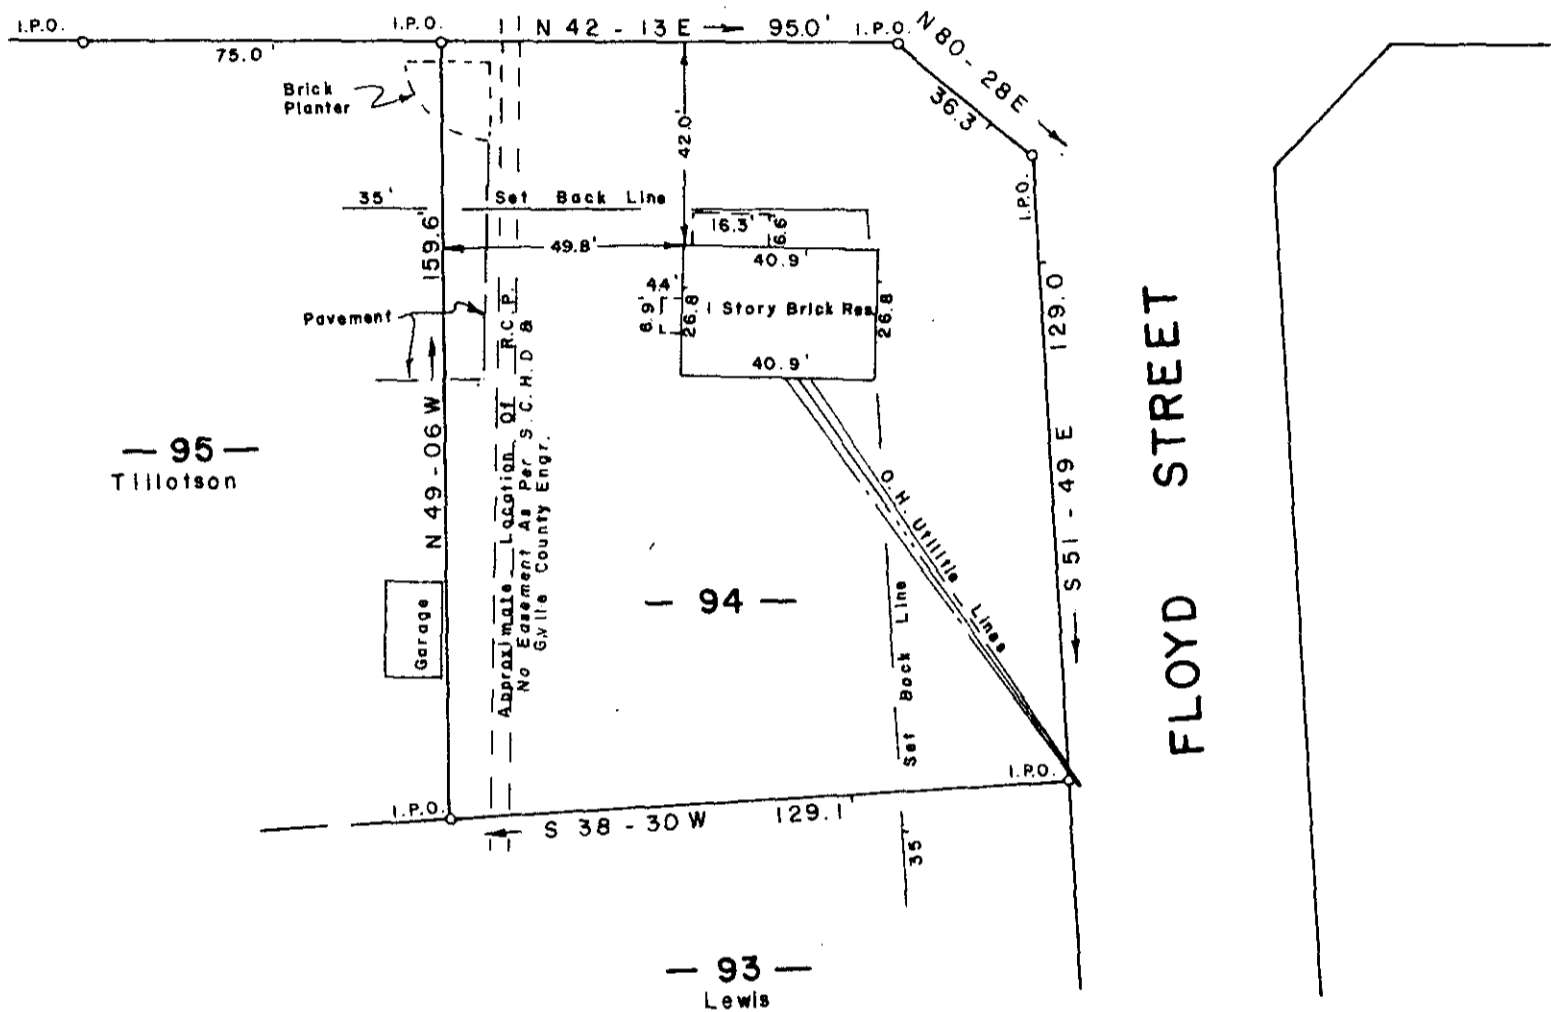 I.P.O.
I.P.O.
N 42 - 13 E
95.0'
I.P.O.
N 80 - 28 E
75.0'
36.3'
Brick
Planter
42.0'
I.P.O.
35'
Set Back Line
159.6'
49.8'
16.3'
6.6'
40.9'
129.0'
4.4'
6.9'
26.8
1 Story Brick Res.
26.8
Pavement
40.9'
N 49 - 06 W
Approximate Location Of R.C.P.
No Easement As Per S.C.H.D &
G'ville County Engr.
— 95 —
Tillotson
O.H. Utilitie Lines
S 51 - 49 E
FLOYD STREET
Garage
— 94 —
Set Back Line
I.P.O.
I.P.O.
S 38 - 30 W
129.1'
35'
— 93 —
Lewis